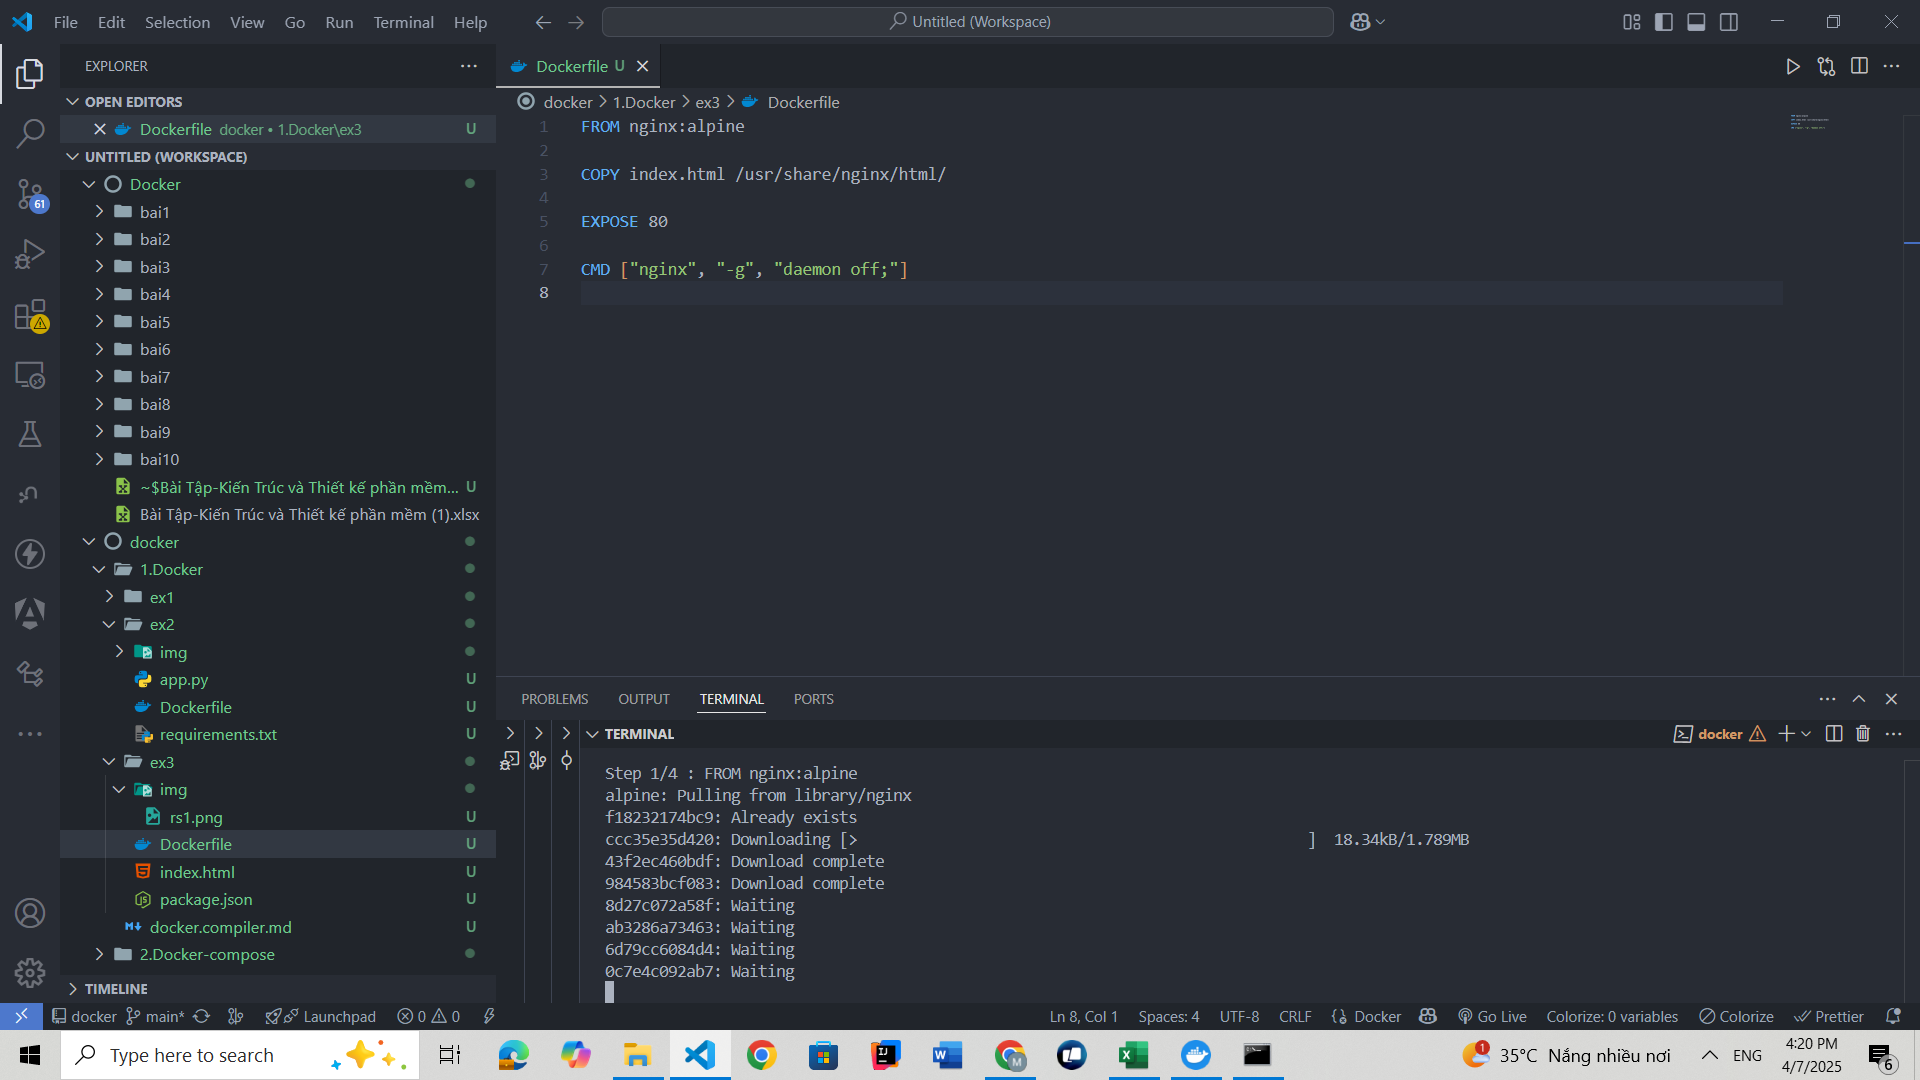 File Edit Selection View Go Run Terminal Help
Untitled (Workspace)
EXPLORER
OPEN EDITORS
Dockerfile docker • 1.Docker\ex3 U
UNTITLED (WORKSPACE)
Docker
bai1
bai2
bai3
bai4
bai5
bai6
bai7
bai8
bai9
bai10
~$Bài Tập-Kiến Trúc và Thiết kế phần mềm... U
Bài Tập-Kiến Trúc và Thiết kế phần mềm (1).xlsx
docker
1.Docker
ex1
ex2
img
app.py U
Dockerfile U
requirements.txt U
ex3
img
rs1.png U
Dockerfile U
index.html U
package.json U
docker.compiler.md U
2.Docker-compose
TIMELINE
61
Dockerfile U
docker > 1.Docker > ex3 > Dockerfile
1 FROM nginx:alpine
2
3 COPY index.html /usr/share/nginx/html/
4
5 EXPOSE 80
6
7 CMD ["nginx", "-g", "daemon off;"]
8
PROBLEMS OUTPUT TERMINAL PORTS
TERMINAL
docker
Step 1/4 : FROM nginx:alpine
alpine: Pulling from library/nginx
f18232174bc9: Already exists
ccc35e35d420: Downloading [> ] 18.34kB/1.789MB
43f2ec460bdf: Download complete
984583bcf083: Download complete
8d27c072a58f: Waiting
ab3286a73463: Waiting
6d79cc6084d4: Waiting
0c7e4c092ab7: Waiting
docker main* Launchpad 0 0
Ln 8, Col 1 Spaces: 4 UTF-8 CRLF Docker Go Live Colorize: 0 variables Colorize Prettier
Type here to search
35°C Nắng nhiều nơi
1
ENG
4:20 PM
4/7/2025
6